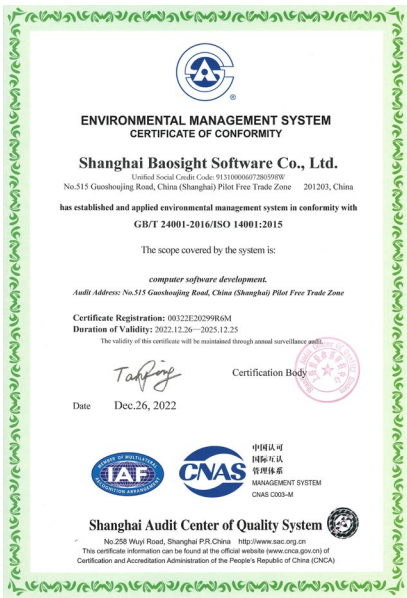 ®
ENVIRONMENTAL MANAGEMENT SYSTEM
CERTIFICATE OF CONFORMITY
Shanghai Baosight Software Co., Ltd.
Unified Social Credit Code: 91310000607280598W
No.515 Guoshoujing Road, China (Shanghai) Pilot Free Trade Zone 201203, China
has established and applied environmental management system in conformity with
GB/T 24001-2016/ISO 14001:2015
The scope covered by the system is:
computer software development.
Audit Address: No.515 Guoshoujing Road, China (Shanghai) Pilot Free Trade Zone
Certificate Registration: 00322E20299R6M
Duration of Validity: 2022.12.26—2025.12.25
The validity of this certificate will be maintained through annual surveillance audit.
Certification Body
Date Dec.26, 2022
MEMBER OF MULTILATERAL
IAF
RECOGNITION ARRANGEMENT
CNAS
中国认可
国际互认
管理体系
MANAGEMENT SYSTEM
CNAS C003-M
Shanghai Audit Center of Quality System
No.258 Wuyi Road, Shanghai P.R.China http://www.sac.org.cn
This certificate information can be found at the official website (www.cnca.gov.cn) of
Certification and Accreditation Administration of the People's Republic of China (CNCA)